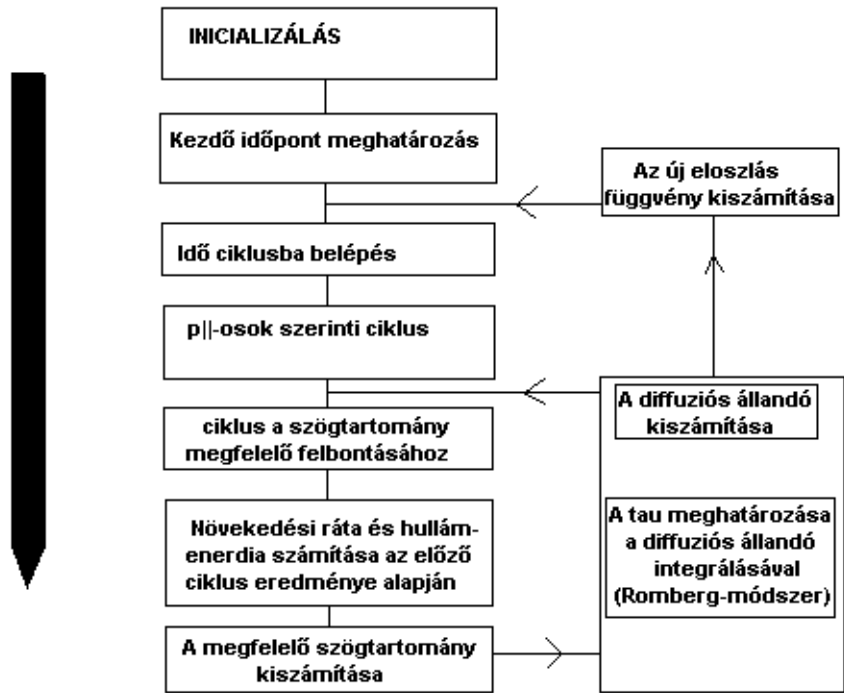 INICIALIZÁLÁS
Kezdő időpont meghatározás
Az új eloszlás
függvény kiszámítása
Idő ciklusba belépés
p||-osok szerinti ciklus
A diffuziós állandó
kiszámítása
ciklus a szögtartomány
megfelelő felbontásához
Növekedési ráta és hullám-
enerdia számítása az előző
ciklus eredménye alapján
A tau meghatározása
a diffuziós állandó
integrálásával
(Romberg-módszer)
A megfelelő szögtartomány
kiszámítása